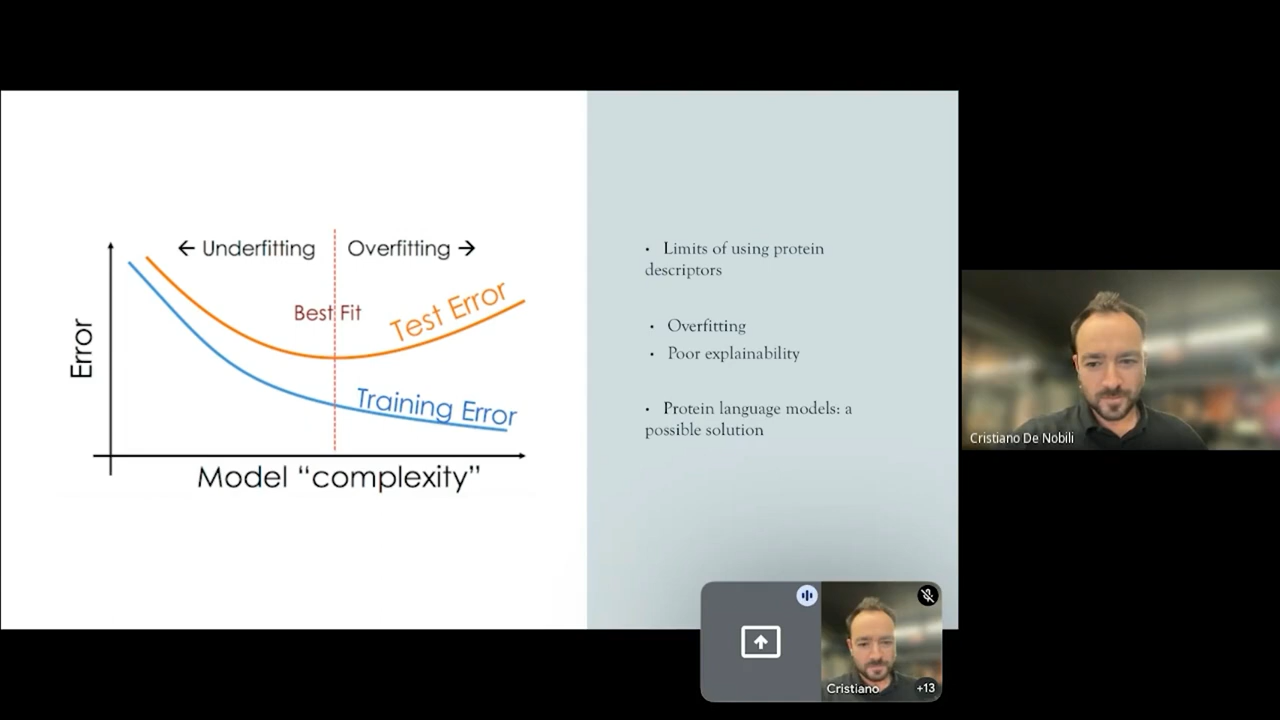 ← Underfitting
Overfitting →
Best Fit
Test Error
Training Error
Error
Model “complexity”
• Limits of using protein
descriptors
• Overfitting
• Poor explainability
• Protein language models: a
possible solution
Cristiano De Nobili
Cristiano
+13